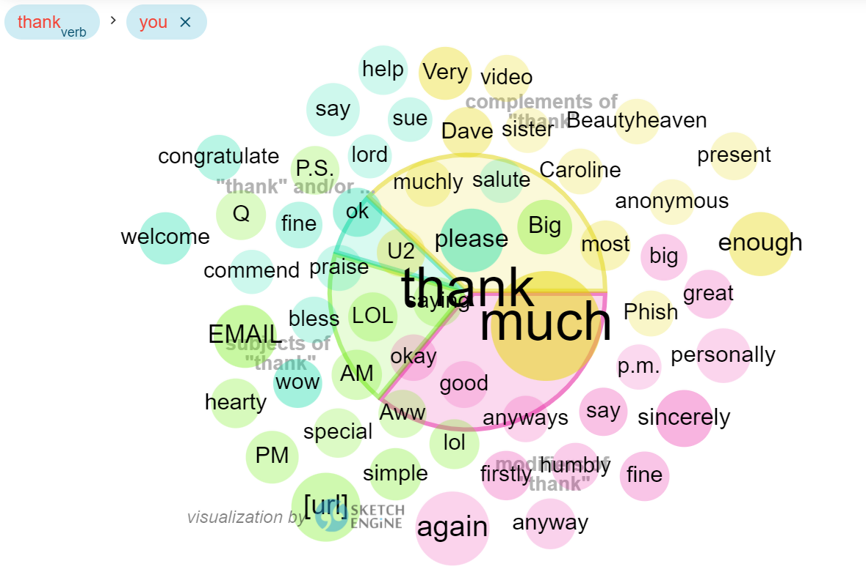 thank verb > you ×
help
Very
video
complements of
"thank"
say
sue
Dave
sister
Beautyheaven
congratulate
lord
P.S.
present
"thank" and/or ...
muchly
salute
Caroline
anonymous
Q
fine
ok
welcome
U2
please
Big
most
big
enough
commend
praise
thank
saying
great
bless
LOL
much
Phish
EMAIL
subjects of
"thank"
okay
p.m.
personally
wow
AM
good
hearty
Aww
anyways
say
sincerely
special
lol
PM
simple
modifiers of
"thank"
firstly
humbly
fine
[url]
visualization by SKETCH
ENGINE
again
anyway